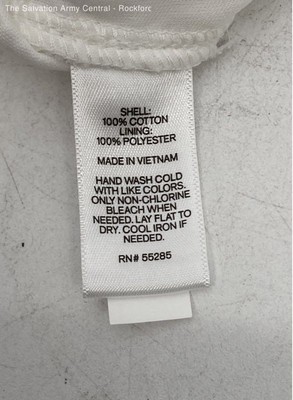 The Salvation Army Central - Rockford
SHELL:
100% COTTON
LINING:
100% POLYESTER
MADE IN VIETNAM
HAND WASH COLD
WITH LIKE COLORS.
ONLY NON-CHLORINE
BLEACH WHEN
NEEDED. LAY FLAT TO
DRY. COOL IRON IF
NEEDED.
RN# 55285